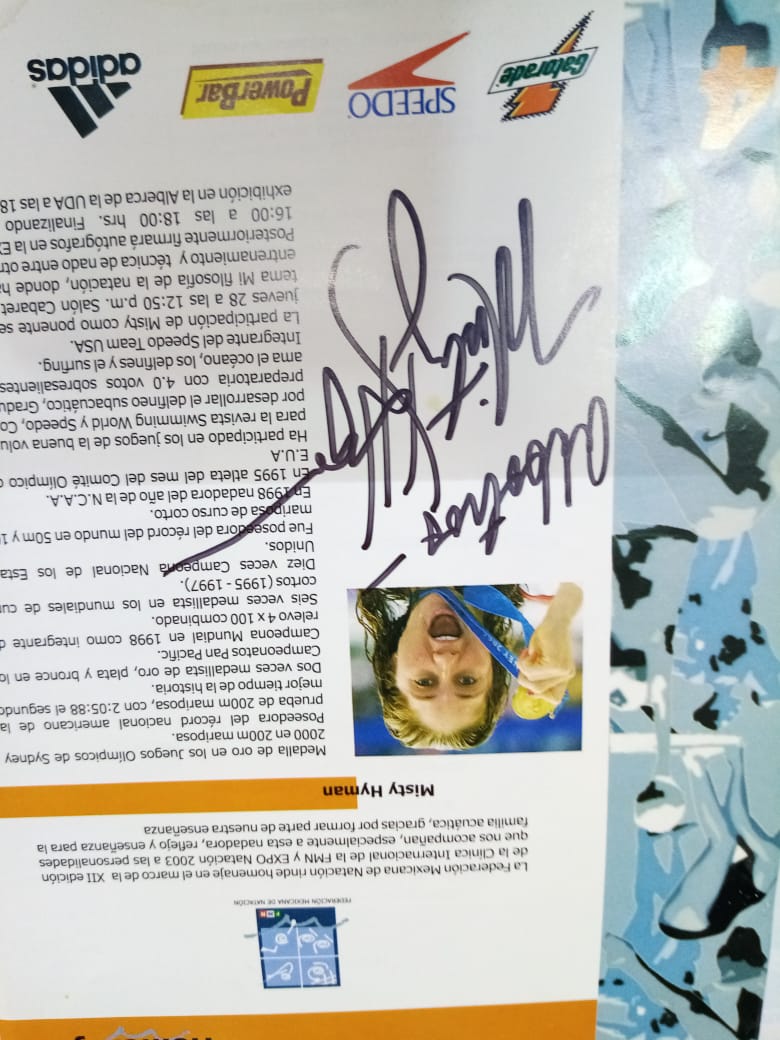 FEDERACIÓN MEXICANA DE NATACIÓN
La Federación Mexicana de Natación rinde homenaje en el marco de la XII edición
de la Clínica Internacional de la FMN y EXPO Natación 2003 a las personalidades
que nos acompañan, especialmente a esta nadadora, reflejo y enseñanza para la
familia acuática, gracias por formar parte de nuestra enseñanza
Misty Hyman
Medalla de oro en los Juegos Olímpicos de Sydney
2000 en 200m mariposa.
Poseedora del récord nacional americano de la
prueba de 200m mariposa, con 2:05:88 el segundo
mejor tiempo de la historia.
Dos veces medallista de oro, plata y bronce en lo
Campeonatos Pan Pacific.
Campeona Mundial en 1998 como integrante d
relevo 4 x 100 combinado.
Seis veces medallista en los mundiales de cur
cortos (1995 - 1997).
Diez veces Campeona Nacional de los Esta
Unidos.
Fue poseedora del récord del mundo en 50m y 1
mariposa de curso corto.
En 1998 nadadora del año de la N.C.A.A.
En 1995 atleta del mes del Comité Olímpico d
E.U.A
Ha participado en los juegos de la buena volu
para la revista Swimming World y Speedo, Co
por desarrollar el delfineo subacuático, Gradu
preparatoria con 4.0 votos sobresalientes
ama el océano, los delfines y el surfing.
Integrante del Speedo Team USA.
La participación de Misty como ponente se
jueves 28 a las 12:50 p.m. Salón Cabaret
tema Mi filosofía de la natación, donde ha
entrenamiento y técnica de nado entre otr
Posteriormente firmará autógrafos en la E
16:00 a las 18:00 hrs. Finalizando
exhibición en la Alberca de la UDA a las 18
Albatros -
Misty Hyman
4
Gatorade
SPEEDO
PowerBar
adidas